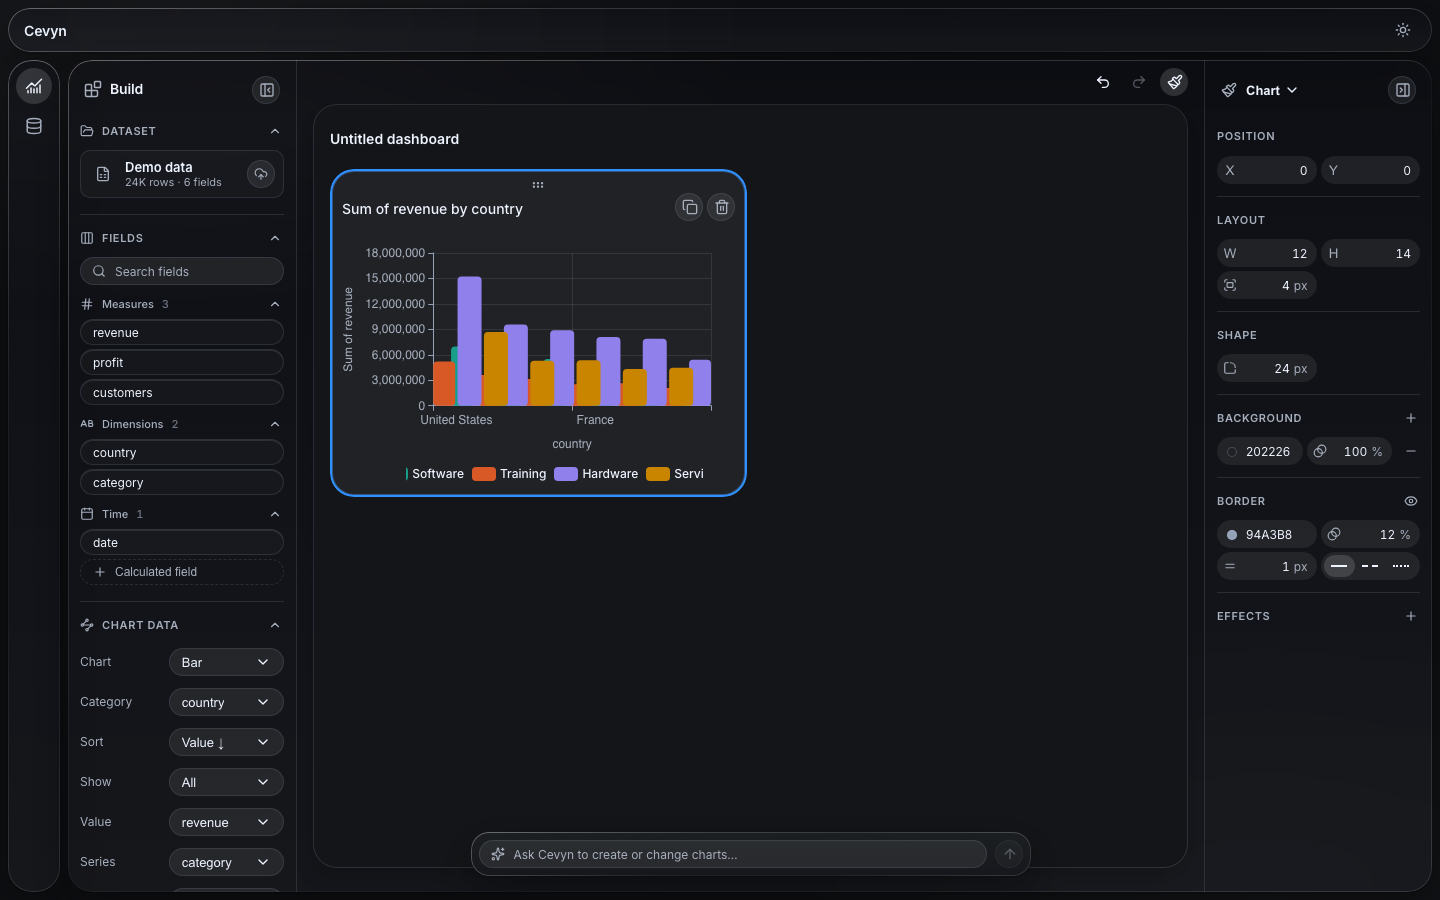 Cevyn
Build
DATASET
Demo data
24K rows · 6 fields
FIELDS
Search fields
Measures 3
revenue
profit
customers
AB Dimensions 2
country
category
Time 1
date
Calculated field
CHART DATA
Chart Bar
Category country
Sort Value ↓
Show All
Value revenue
Series category
Untitled dashboard
Sum of revenue by country
18,000,000
15,000,000
12,000,000
9,000,000
6,000,000
3,000,000
0
Sum of revenue
United States France
country
Software Training Hardware Servi
Ask Cevyn to create or change charts...
Chart
POSITION
X 0 Y 0
LAYOUT
W 12 H 14
4 px
SHAPE
24 px
BACKGROUND
202226 100 %
BORDER
94A3B8 12 %
1 px
EFFECTS